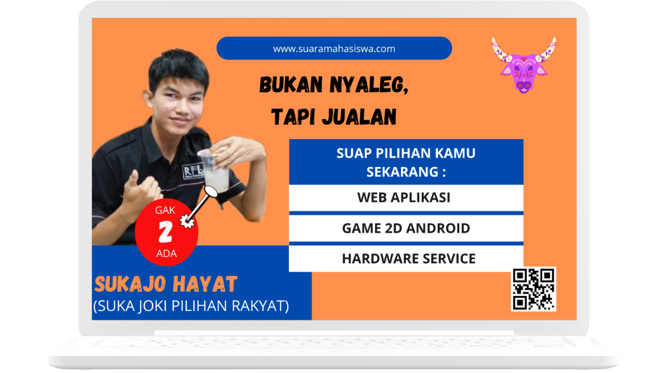 www.suaramahasiswa.com
BUKAN NYALEG,
TAPI JUALAN
SUAP PILIHAN KAMU
SEKARANG :
WEB APLIKASI
GAME 2D ANDROID
HARDWARE SERVICE
GAK
2
ADA
SUKAJO HAYAT
(SUKA JOKI PILIHAN RAKYAT)